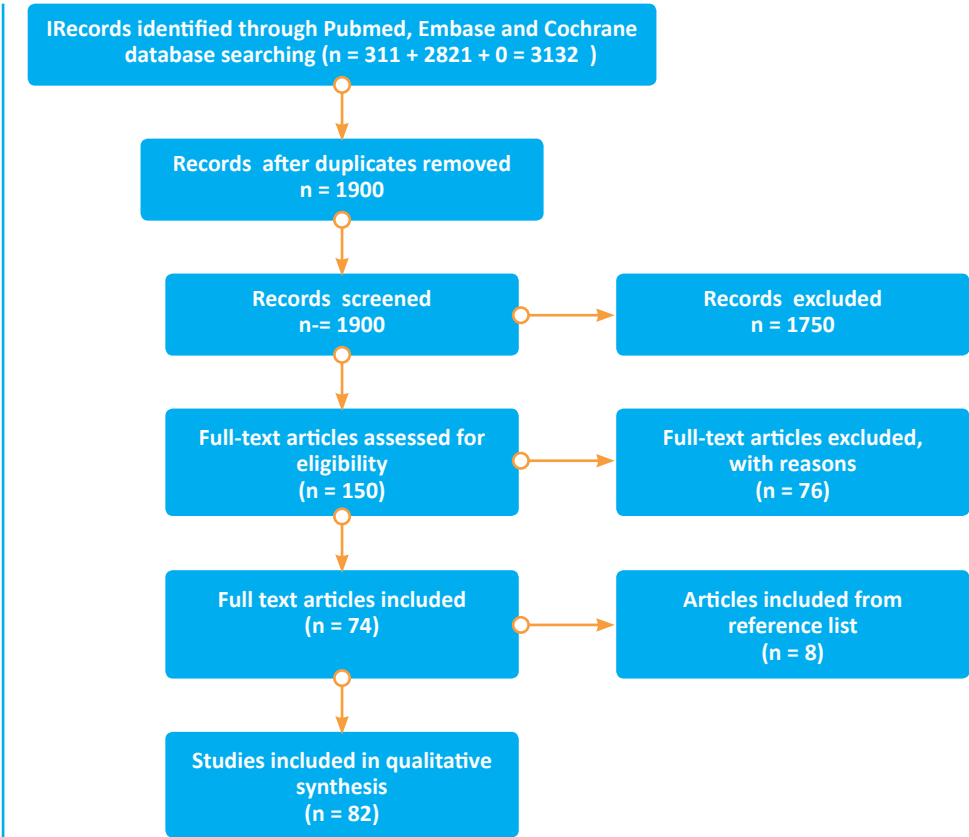 IRecords identified through Pubmed, Embase and Cochrane
database searching (n = 311 + 2821 + 0 = 3132  )
Records  after duplicates removed
n = 1900
Records  screened
n-= 1900
Records  excluded
n = 1750
Full-text articles assessed for
eligibility
(n = 150)
Full-text articles excluded,
with reasons
(n = 76)
Full text articles included
(n = 74)
Articles included from
reference list
(n = 8)
Studies included in qualitative
synthesis
(n = 82)